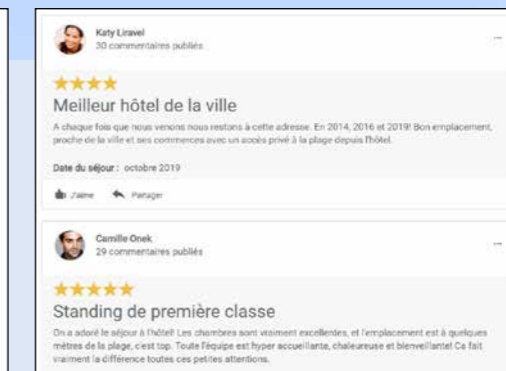 Katy Liravel
30 commentaires publiés
Meilleur hôtel de la ville
A chaque fois que nous venons nous restons à cette adresse. En 2014, 2016 et 2019! Bon emplacement,
proche de la ville et ses commerces avec un accès privé à la plage depuis l'hôtel.
Date du séjour : octobre 2019
J'aime Partager
Camille Onek
29 commentaires publiés
Standing de première classe
On a adoré le séjour à l'hôtel! Les chambres sont vraiment excellentes, et l'emplacement est à quelques
mètres de la plage, c'est top. Toute l'équipe est hyper accueillante, chaleureuse et bienveillante! Ca fait
vraiment la différence toutes ces petites attentions.